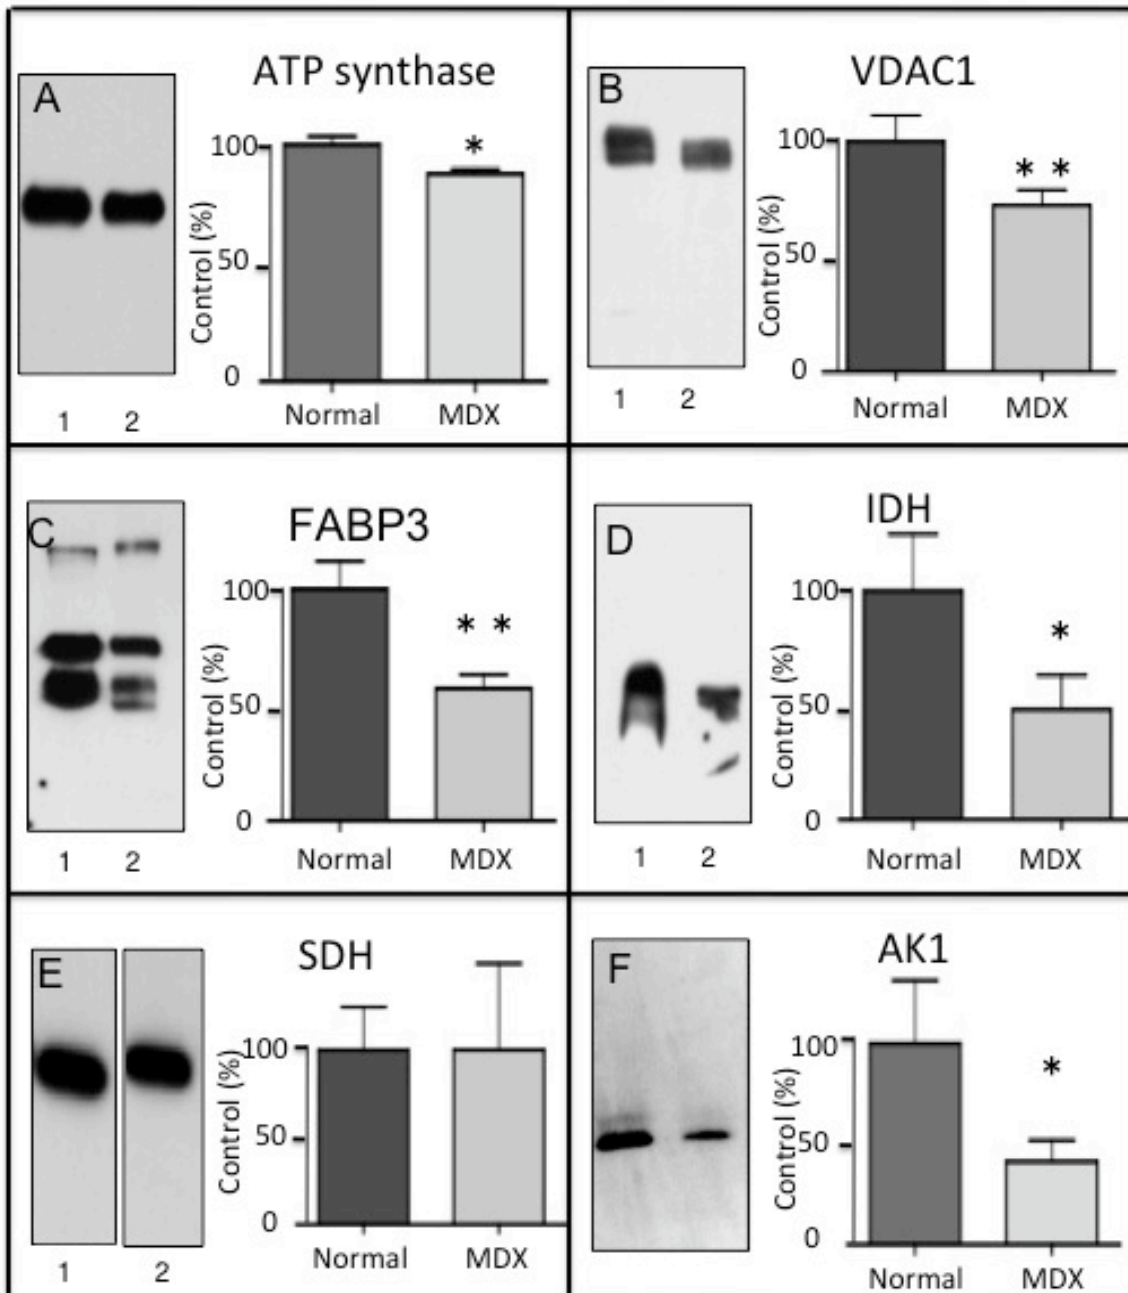 A
ATP synthase
100
*
50
0
Control (%)
Normal MDX
1 2
B
VDAC1
100
* *
50
0
Control (%)
Normal MDX
1 2
C
FABP3
100
* *
50
0
Control (%)
Normal MDX
1 2
D
IDH
100
*
50
0
Control (%)
Normal MDX
1 2
E
SDH
100
50
0
Control (%)
Normal MDX
1 2
F
AK1
100
*
50
0
Control (%)
Normal MDX